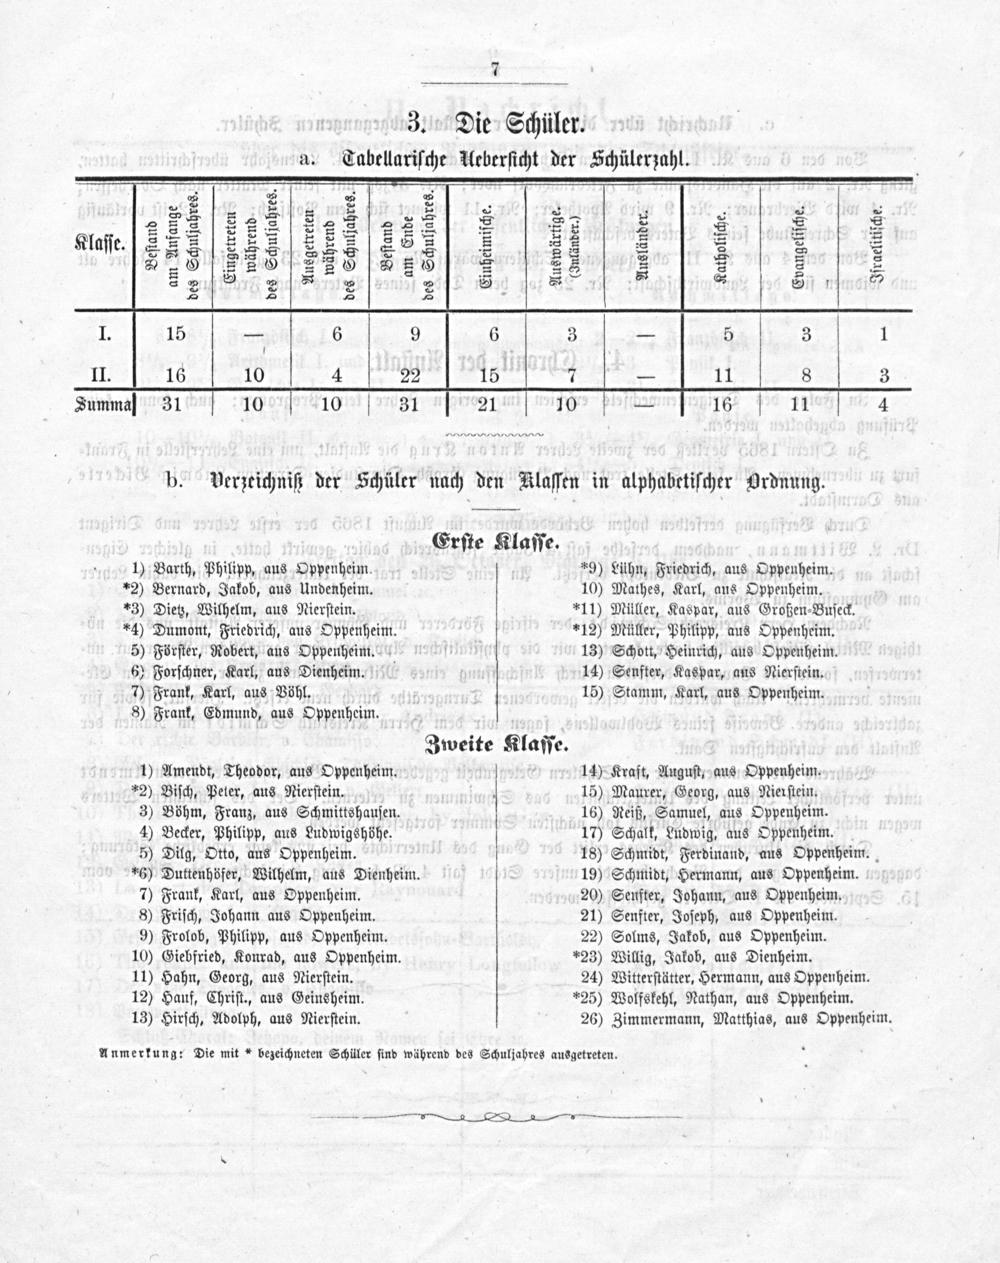 7
3. Die Schüler.
a. Tabellarische Uebersicht der Schülerzahl.
Klasse. Bestand am Anfange des Schuljahres. Eingetreten während des Schuljahres. Ausgetreten während des Schuljahres. Bestand am Ende des Schuljahres. Einheimische. Auswärtige. (Inländer.) Ausländer. Katholische. Evangelische. Israelitische.
I. 15 — 6 9 6 3 — 5 3 1
II. 16 10 4 22 15 7 — 11 8 3
Summa 31 10 10 31 21 10 — 16 11 4
b. Verzeichniß der Schüler nach den Klassen in alphabetischer Ordnung.
Erste Klasse.
1) Barth, Philipp, aus Oppenheim.
*2) Bernard, Jakob, aus Undenheim.
*3) Dietz, Wilhelm, aus Nierstein.
*4) Dumont, Friedrich, aus Oppenheim.
5) Förster, Robert, aus Oppenheim.
6) Forschner, Karl, aus Dienheim.
7) Frank, Karl, aus Vöhl.
8) Frank, Edmund, aus Oppenheim.
*9) Lühn, Friedrich, aus Oppenheim.
10) Mathes, Karl, aus Oppenheim.
*11) Müller, Kaspar, aus Großen-Buseck.
*12) Müller, Philipp, aus Oppenheim.
13) Schott, Heinrich, aus Oppenheim.
14) Senfter, Kaspar, aus Nierstein.
15) Stamm, Karl, aus Oppenheim.
Zweite Klasse.
1) Amendt, Theodor, aus Oppenheim.
*2) Bisch, Peter, aus Nierstein.
3) Böhm, Franz, aus Schmittshausen.
4) Becker, Philipp, aus Ludwigshöhe.
5) Dilg, Otto, aus Oppenheim.
*6) Duttenhöfer, Wilhelm, aus Dienheim.
7) Frank, Karl, aus Oppenheim.
8) Frisch, Johann aus Oppenheim.
9) Frolob, Philipp, aus Oppenheim.
10) Giebfried, Konrad, aus Oppenheim.
11) Hahn, Georg, aus Nierstein.
12) Hauf, Christ., aus Geinsheim.
13) Hirsch, Adolph, aus Nierstein.
14) Kraft, August, aus Oppenheim.
15) Maurer, Georg, aus Nierstein.
16) Reiß, Samuel, aus Oppenheim.
17) Schalk, Ludwig, aus Oppenheim.
18) Schmidt, Ferdinand, aus Oppenheim.
19) Schmidt, Hermann, aus Oppenheim.
20) Senfter, Johann, aus Oppenheim.
21) Senfter, Joseph, aus Oppenheim.
22) Solms, Jakob, aus Oppenheim.
*23) Willig, Jakob, aus Dienheim.
24) Witterstätter, Hermann, aus Oppenheim.
*25) Wolfskehl, Nathan, aus Oppenheim.
26) Zimmermann, Matthias, aus Oppenheim.
Anmerkung: Die mit * bezeichneten Schüler sind während des Schuljahres ausgetreten.